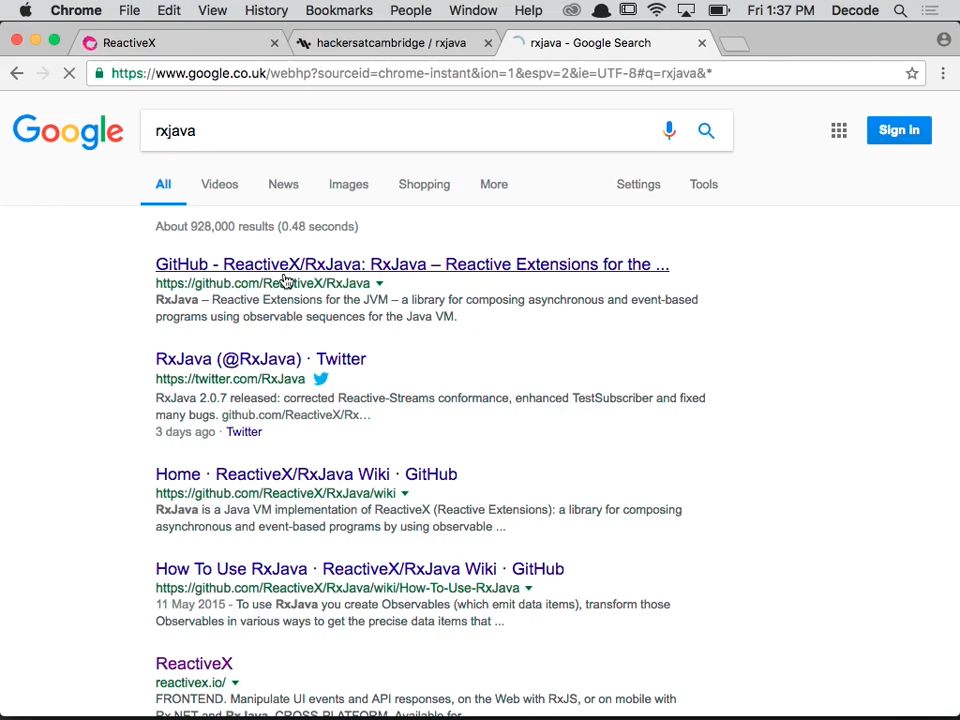 Chrome File Edit View History Bookmarks People Window Help Fri 1:37 PM Decode
ReactiveX
hackersatcambridge / rxjava
rxjava - Google Search
https://www.google.co.uk/webhp?sourceid=chrome-instant&ion=1&espv=2&ie=UTF-8#q=rxjava&*
Google
rxjava
Sign in
All Videos News Images Shopping More Settings Tools
About 928,000 results (0.48 seconds)
GitHub - ReactiveX/RxJava: RxJava – Reactive Extensions for the ...
https://github.com/ReactiveX/RxJava
RxJava – Reactive Extensions for the JVM – a library for composing asynchronous and event-based
programs using observable sequences for the Java VM.
RxJava (@RxJava) · Twitter
https://twitter.com/RxJava
RxJava 2.0.7 released: corrected Reactive-Streams conformance, enhanced TestSubscriber and fixed
many bugs. github.com/ReactiveX/Rx...
3 days ago · Twitter
Home · ReactiveX/RxJava Wiki · GitHub
https://github.com/ReactiveX/RxJava/wiki
RxJava is a Java VM implementation of ReactiveX (Reactive Extensions): a library for composing
asynchronous and event-based programs by using observable ...
How To Use RxJava · ReactiveX/RxJava Wiki · GitHub
https://github.com/ReactiveX/RxJava/wiki/How-To-Use-RxJava
11 May 2015 - To use RxJava you create Observables (which emit data items), transform those
Observables in various ways to get the precise data items that ...
ReactiveX
reactivex.io/
FRONTEND. Manipulate UI events and API responses, on the Web with RxJS, or on mobile with
Rx.NET and RxJava. CROSS-PLATFORM. Available for